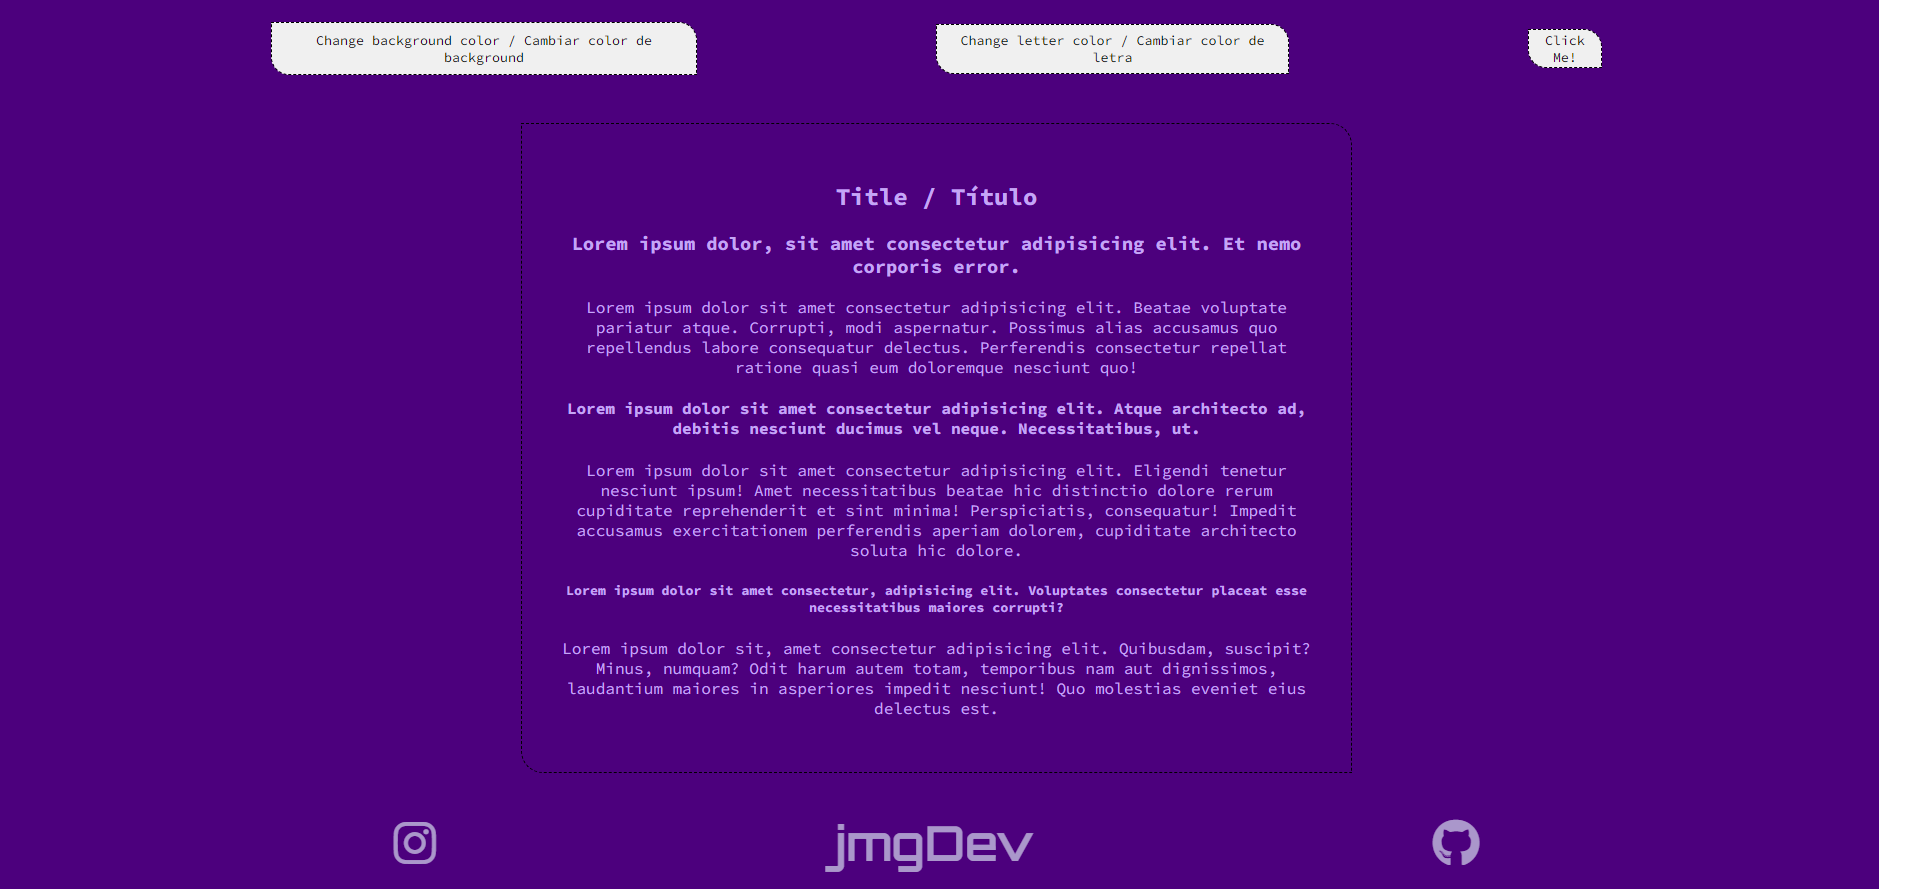 Change background color / Cambiar color de
background
Change letter color / Cambiar color de
letra
Click
Me!
Title / Título
Lorem ipsum dolor, sit amet consectetur adipisicing elit. Et nemo
corporis error.
Lorem ipsum dolor sit amet consectetur adipisicing elit. Beatae voluptate
pariatur atque. Corrupti, modi aspernatur. Possimus alias accusamus quo
repellendus labore consequatur delectus. Perferendis consectetur repellat
ratione quasi eum doloremque nesciunt quo!
Lorem ipsum dolor sit amet consectetur adipisicing elit. Atque architecto ad,
debitis nesciunt ducimus vel neque. Necessitatibus, ut.
Lorem ipsum dolor sit amet consectetur adipisicing elit. Eligendi tenetur
nesciunt ipsum! Amet necessitatibus beatae hic distinctio dolore rerum
cupiditate reprehenderit et sint minima! Perspiciatis, consequatur! Impedit
accusamus exercitationem perferendis aperiam dolorem, cupiditate architecto
soluta hic dolore.
Lorem ipsum dolor sit amet consectetur, adipisicing elit. Voluptates consectetur placeat esse
necessitatibus maiores corrupti?
Lorem ipsum dolor sit, amet consectetur adipisicing elit. Quibusdam, suscipit?
Minus, numquam? Odit harum autem totam, temporibus nam aut dignissimos,
laudantium maiores in asperiores impedit nesciunt! Quo molestias eveniet eius
delectus est.
jmgDev